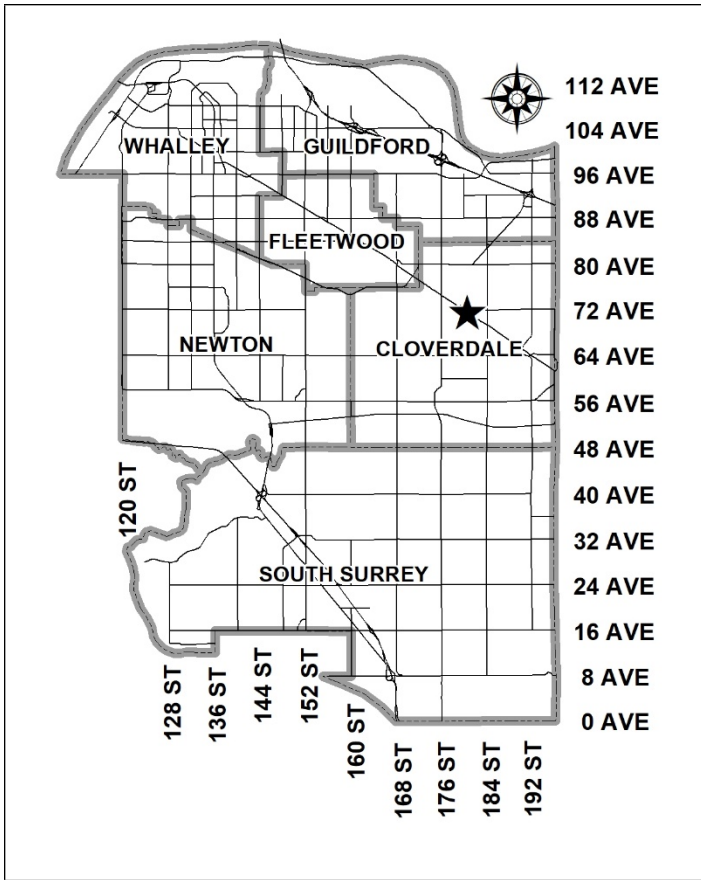 112 AVE
104 AVE
WHALLEY
GUILDFORD
96 AVE
88 AVE
FLEETWOOD
80 AVE
72 AVE
NEWTON
CLOVERDALE
64 AVE
56 AVE
48 AVE
120 ST
40 AVE
32 AVE
SOUTH SURREY
24 AVE
16 AVE
8 AVE
0 AVE
128 ST
136 ST
144 ST
152 ST
160 ST
168 ST
176 ST
184 ST
192 ST